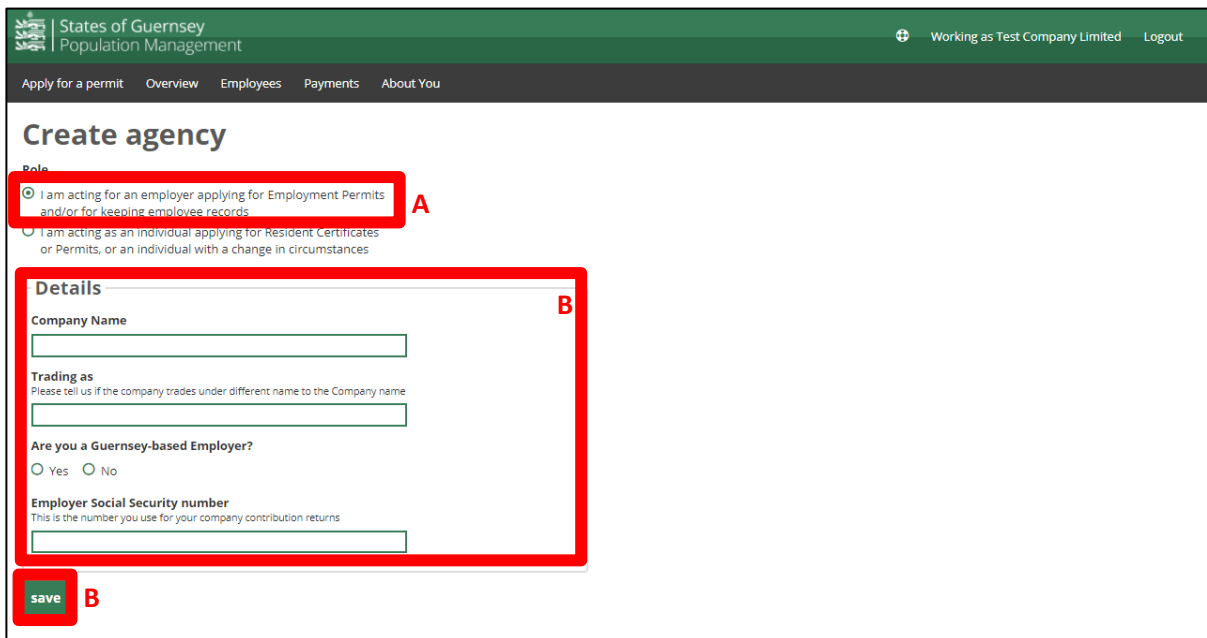 States of Guernsey
Population Management
Working as Test Company Limited Logout
Apply for a permit Overview Employees Payments About You
Create agency
Role
I am acting for an employer applying for Employment Permits
and/or for keeping employee records
A
I am acting as an individual applying for Resident Certificates
or Permits, or an individual with a change in circumstances
Details
B
Company Name
Trading as
Please tell us if the company trades under different name to the Company name
Are you a Guernsey-based Employer?
Yes No
Employer Social Security number
This is the number you use for your company contribution returns
save
B